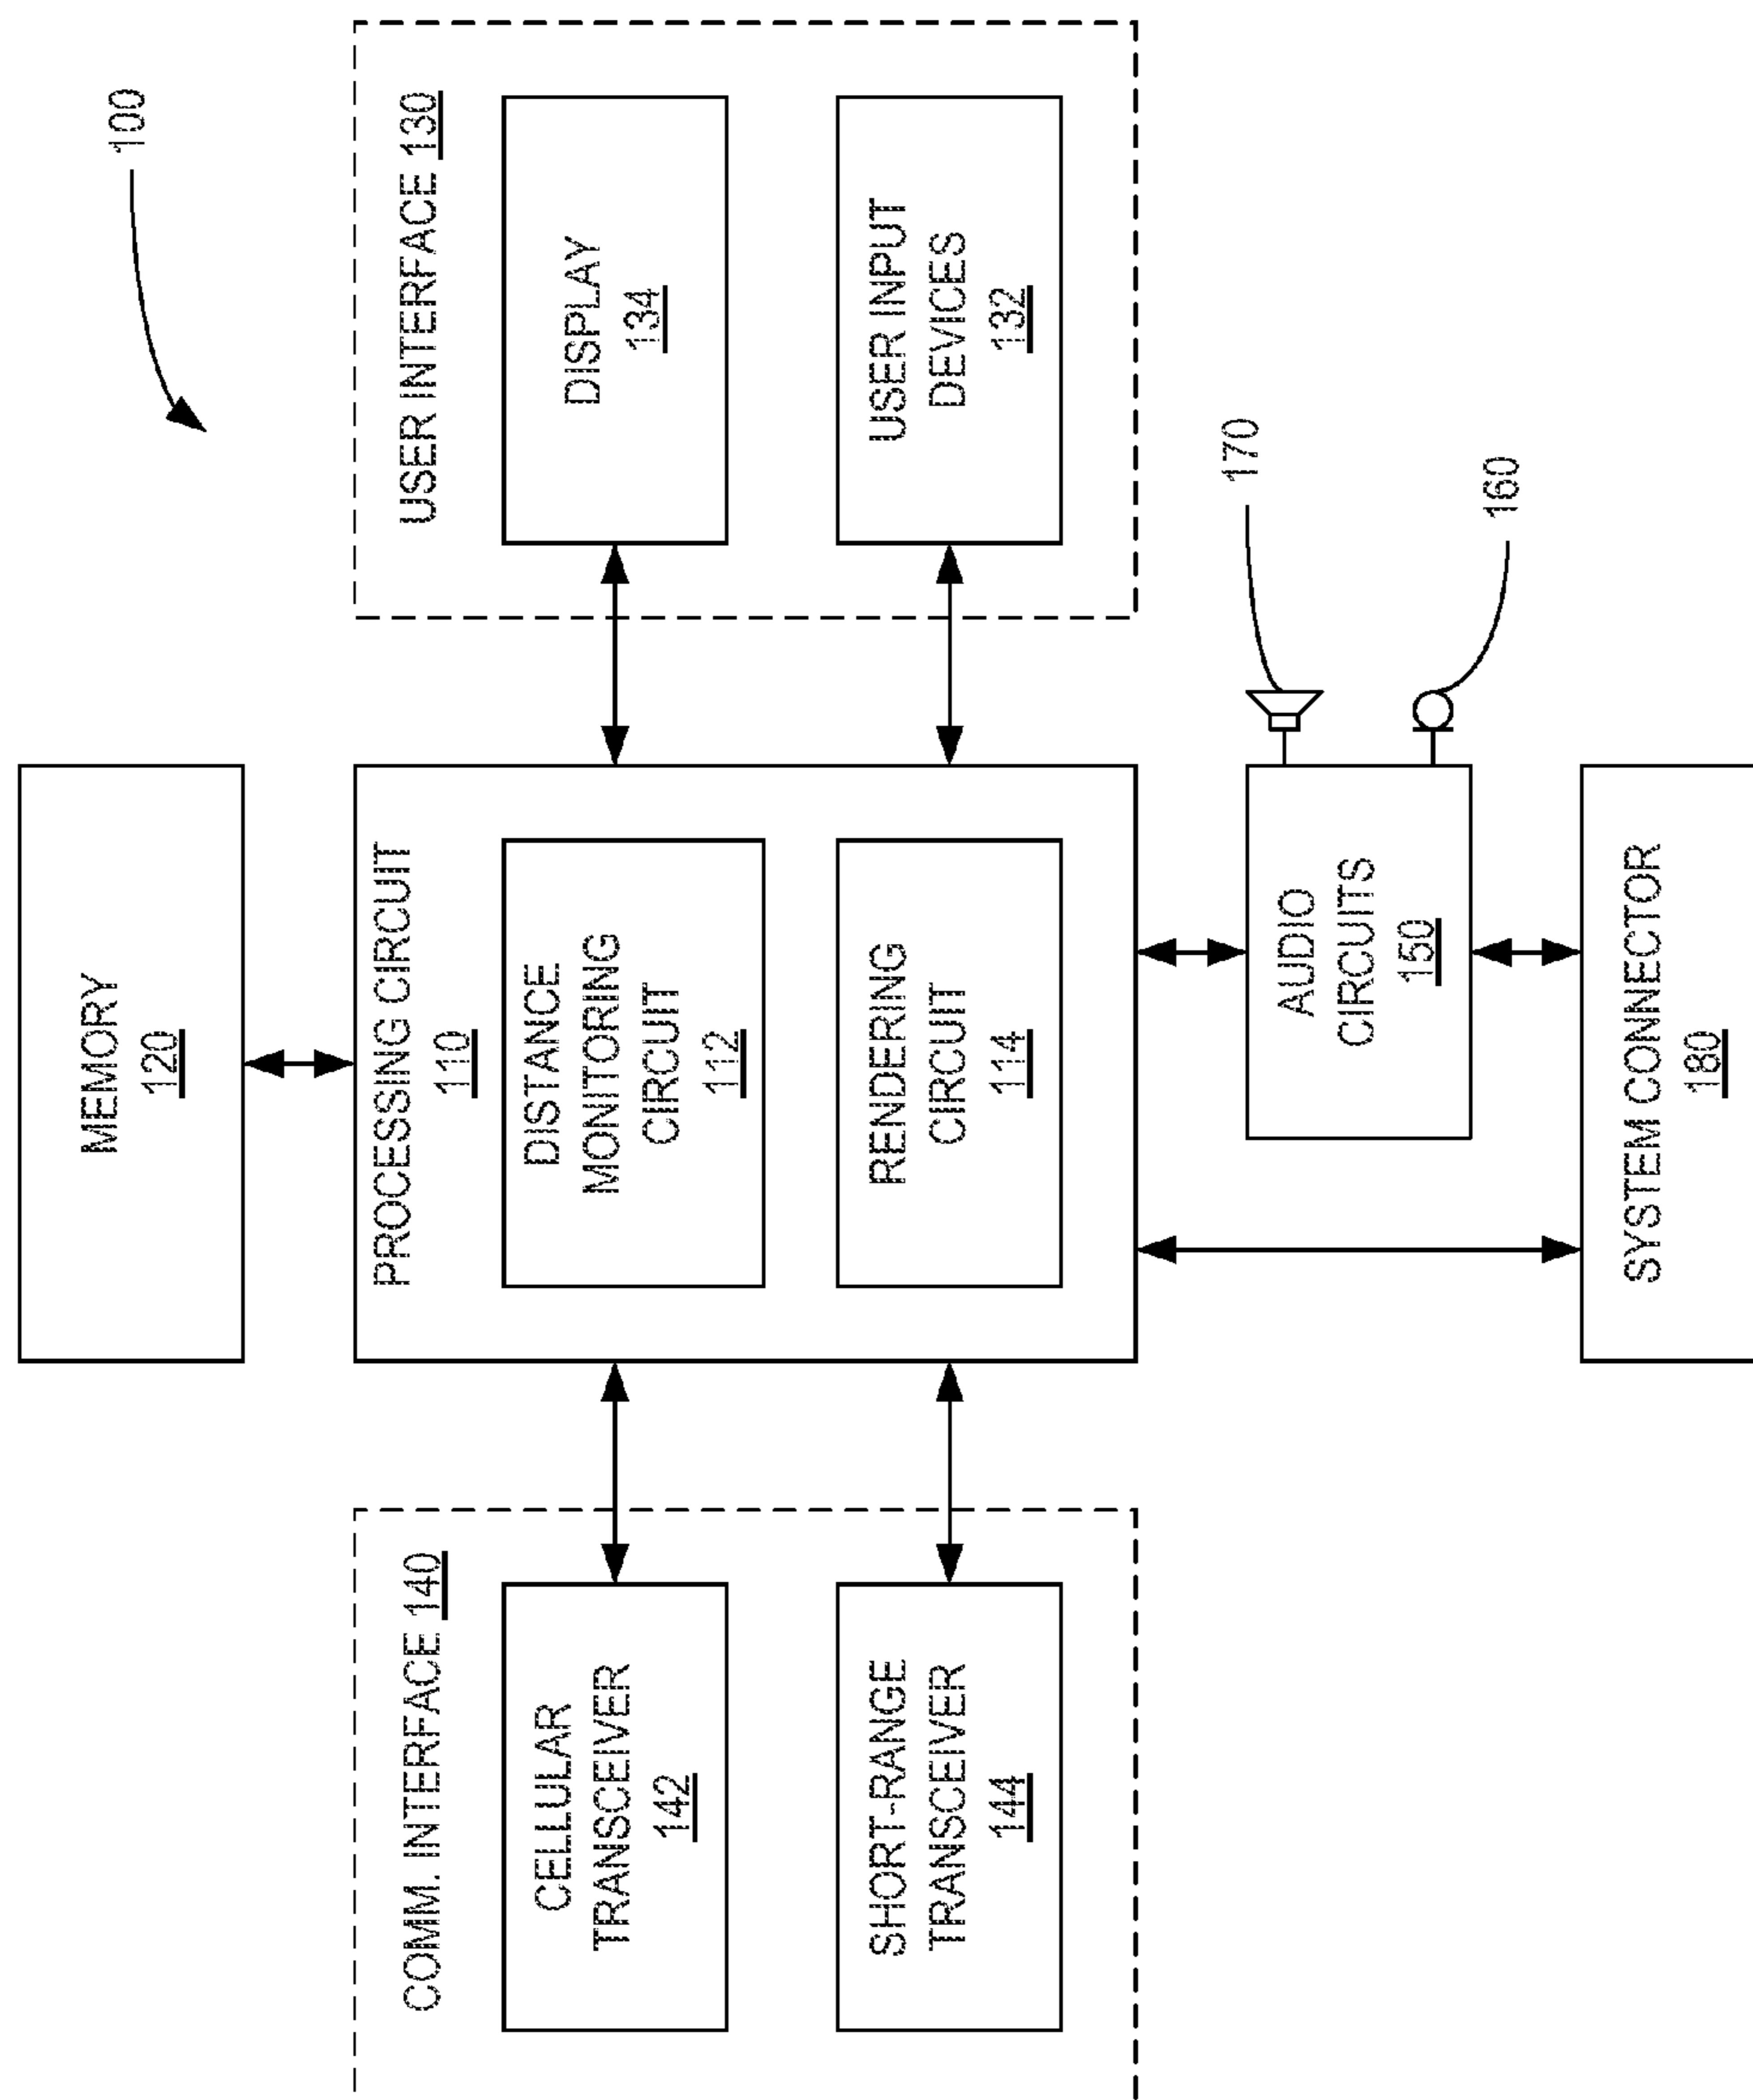 100
MEMORY
120
COMM. INTERFACE 140
CELLULAR
TRANSCEIVER
142
SHORT-RANGE
TRANSCEIVER
144
PROCESSING CIRCUIT
110
DISTANCE
MONITORING
CIRCUIT
112
RENDERING
CIRCUIT
114
USER INTERFACE 130
DISPLAY
134
USER INPUT
DEVICES
132
AUDIO
CIRCUITS
150
170
160
SYSTEM CONNECTOR
180